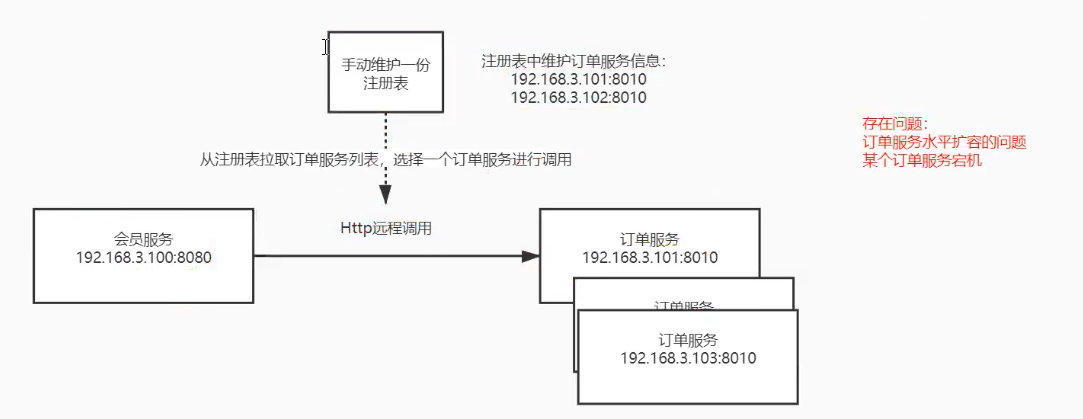 手动维护一份
注册表
注册表中维护订单服务信息：
192.168.3.101:8010
192.168.3.102:8010
存在问题：
订单服务水平扩容的问题
某个订单服务宕机
从注册表拉取订单服务列表，选择一个订单服务进行调用
Http远程调用
会员服务
192.168.3.100:8080
订单服务
192.168.3.101:8010
订单服务
订单服务
192.168.3.103:8010